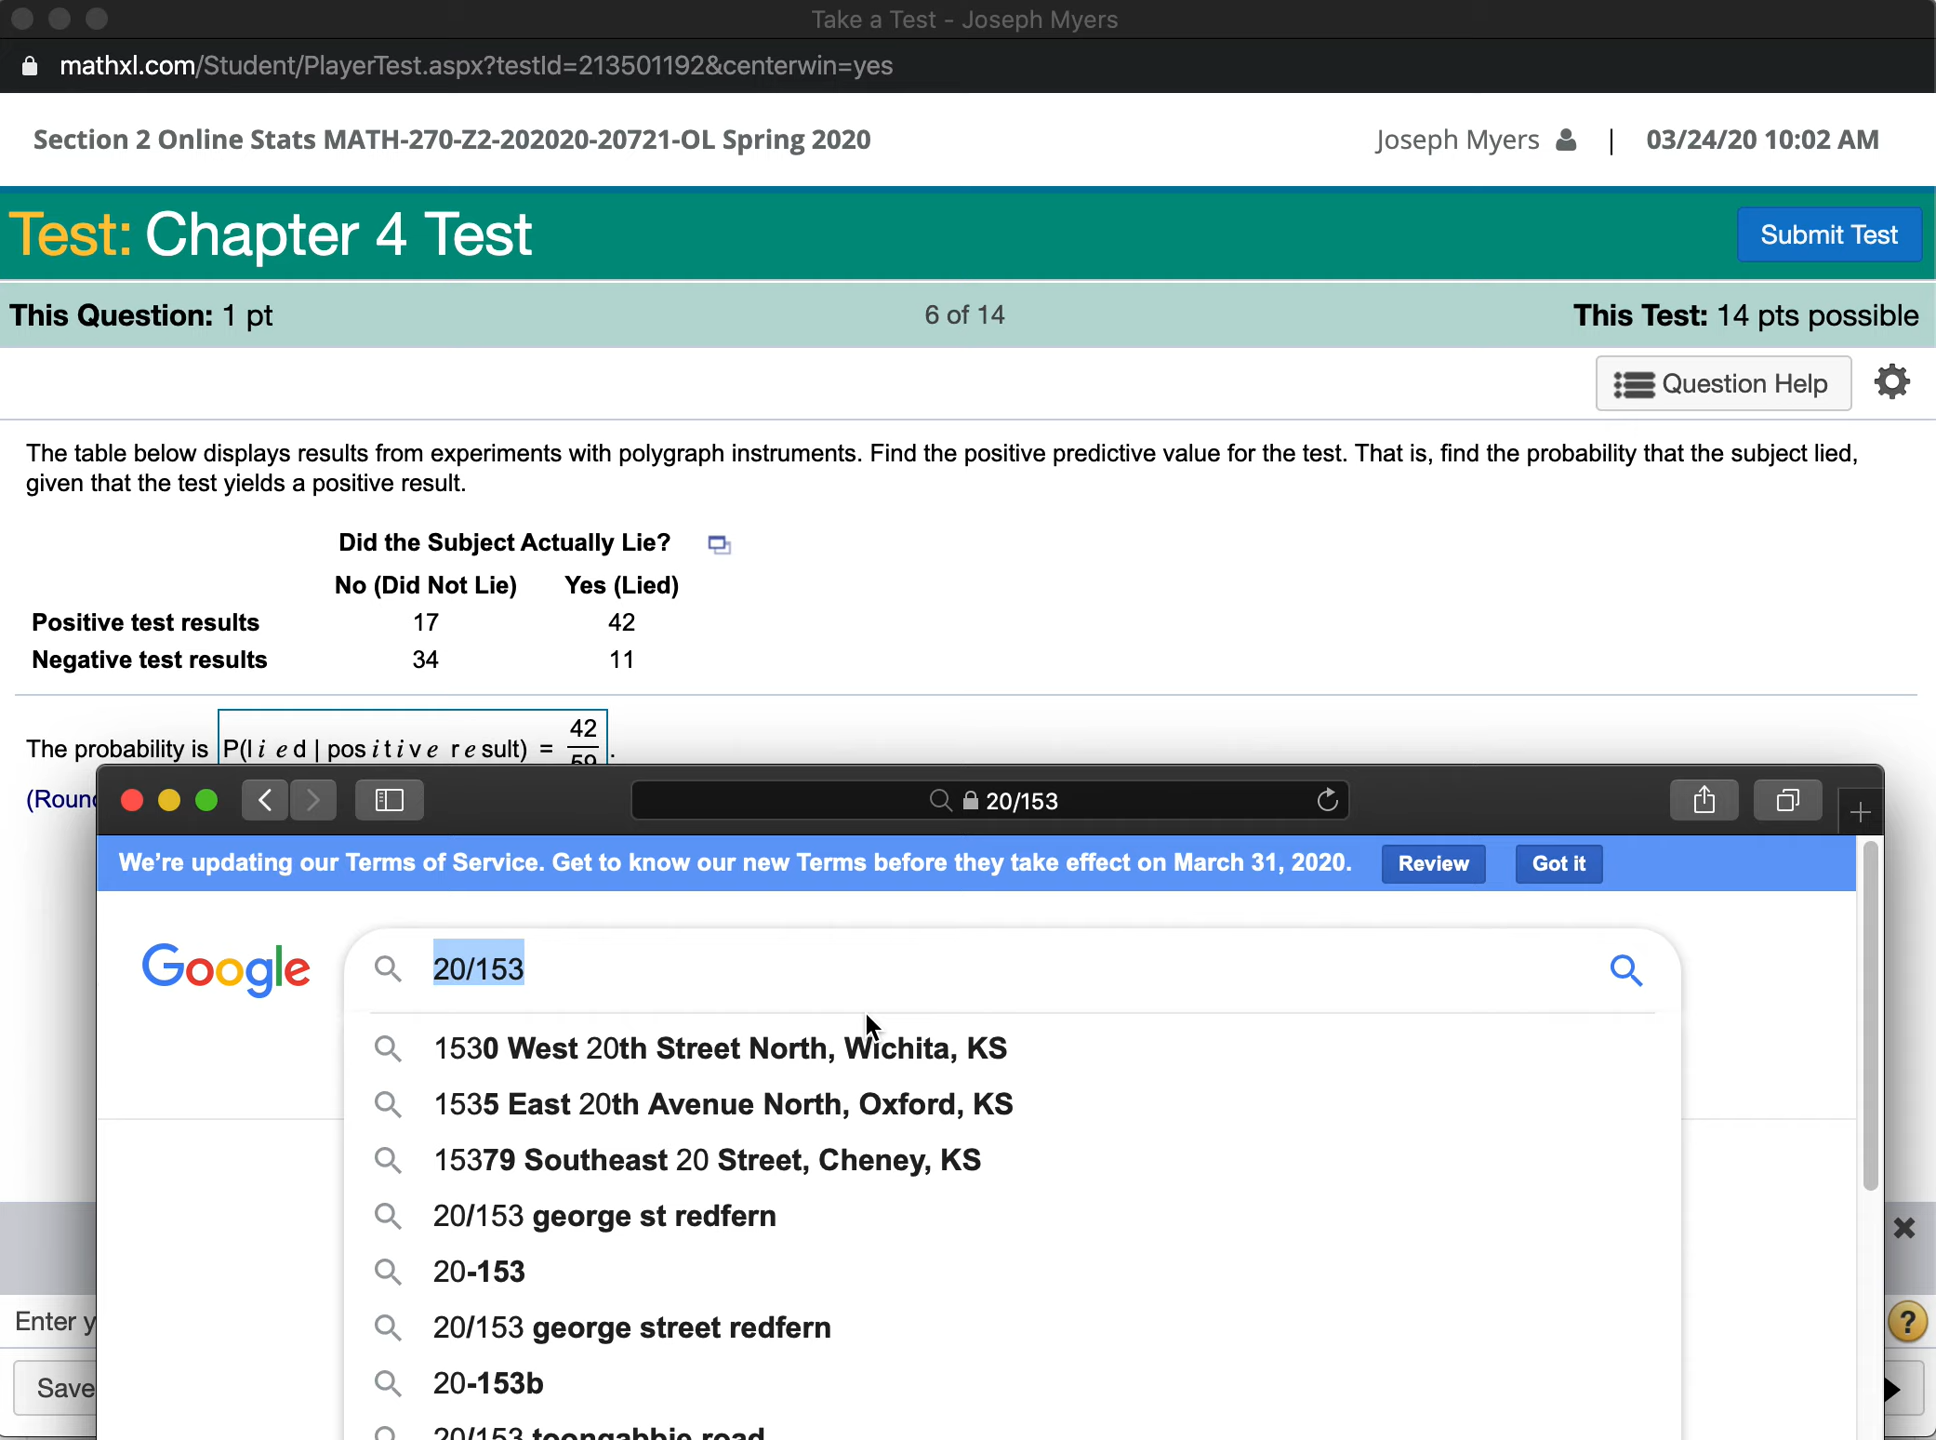 Take a Test - Joseph Myers
mathxl.com/Student/PlayerTest.aspx?testId=213501192&centerwin=yes
Section 2 Online Stats MATH-270-Z2-202020-20721-OL Spring 2020
Joseph Myers | 03/24/20 10:02 AM
Test: Chapter 4 Test
Submit Test
This Question: 1 pt
6 of 14
This Test: 14 pts possible
Question Help
The table below displays results from experiments with polygraph instruments. Find the positive predictive value for the test. That is, find the probability that the subject lied,
given that the test yields a positive result.
Did the Subject Actually Lie?
No (Did Not Lie) Yes (Lied)
Positive test results 17 42
Negative test results 34 11
The probability is P(lied | positive result) = 42/59.
(Roun
20/153
We're updating our Terms of Service. Get to know our new Terms before they take effect on March 31, 2020.
Review
Got it
Google
20/153
1530 West 20th Street North, Wichita, KS
1535 East 20th Avenue North, Oxford, KS
15379 Southeast 20 Street, Cheney, KS
20/153 george st redfern
20-153
20/153 george street redfern
Enter y
?
20-153b
Save
20/153 toongabbie road